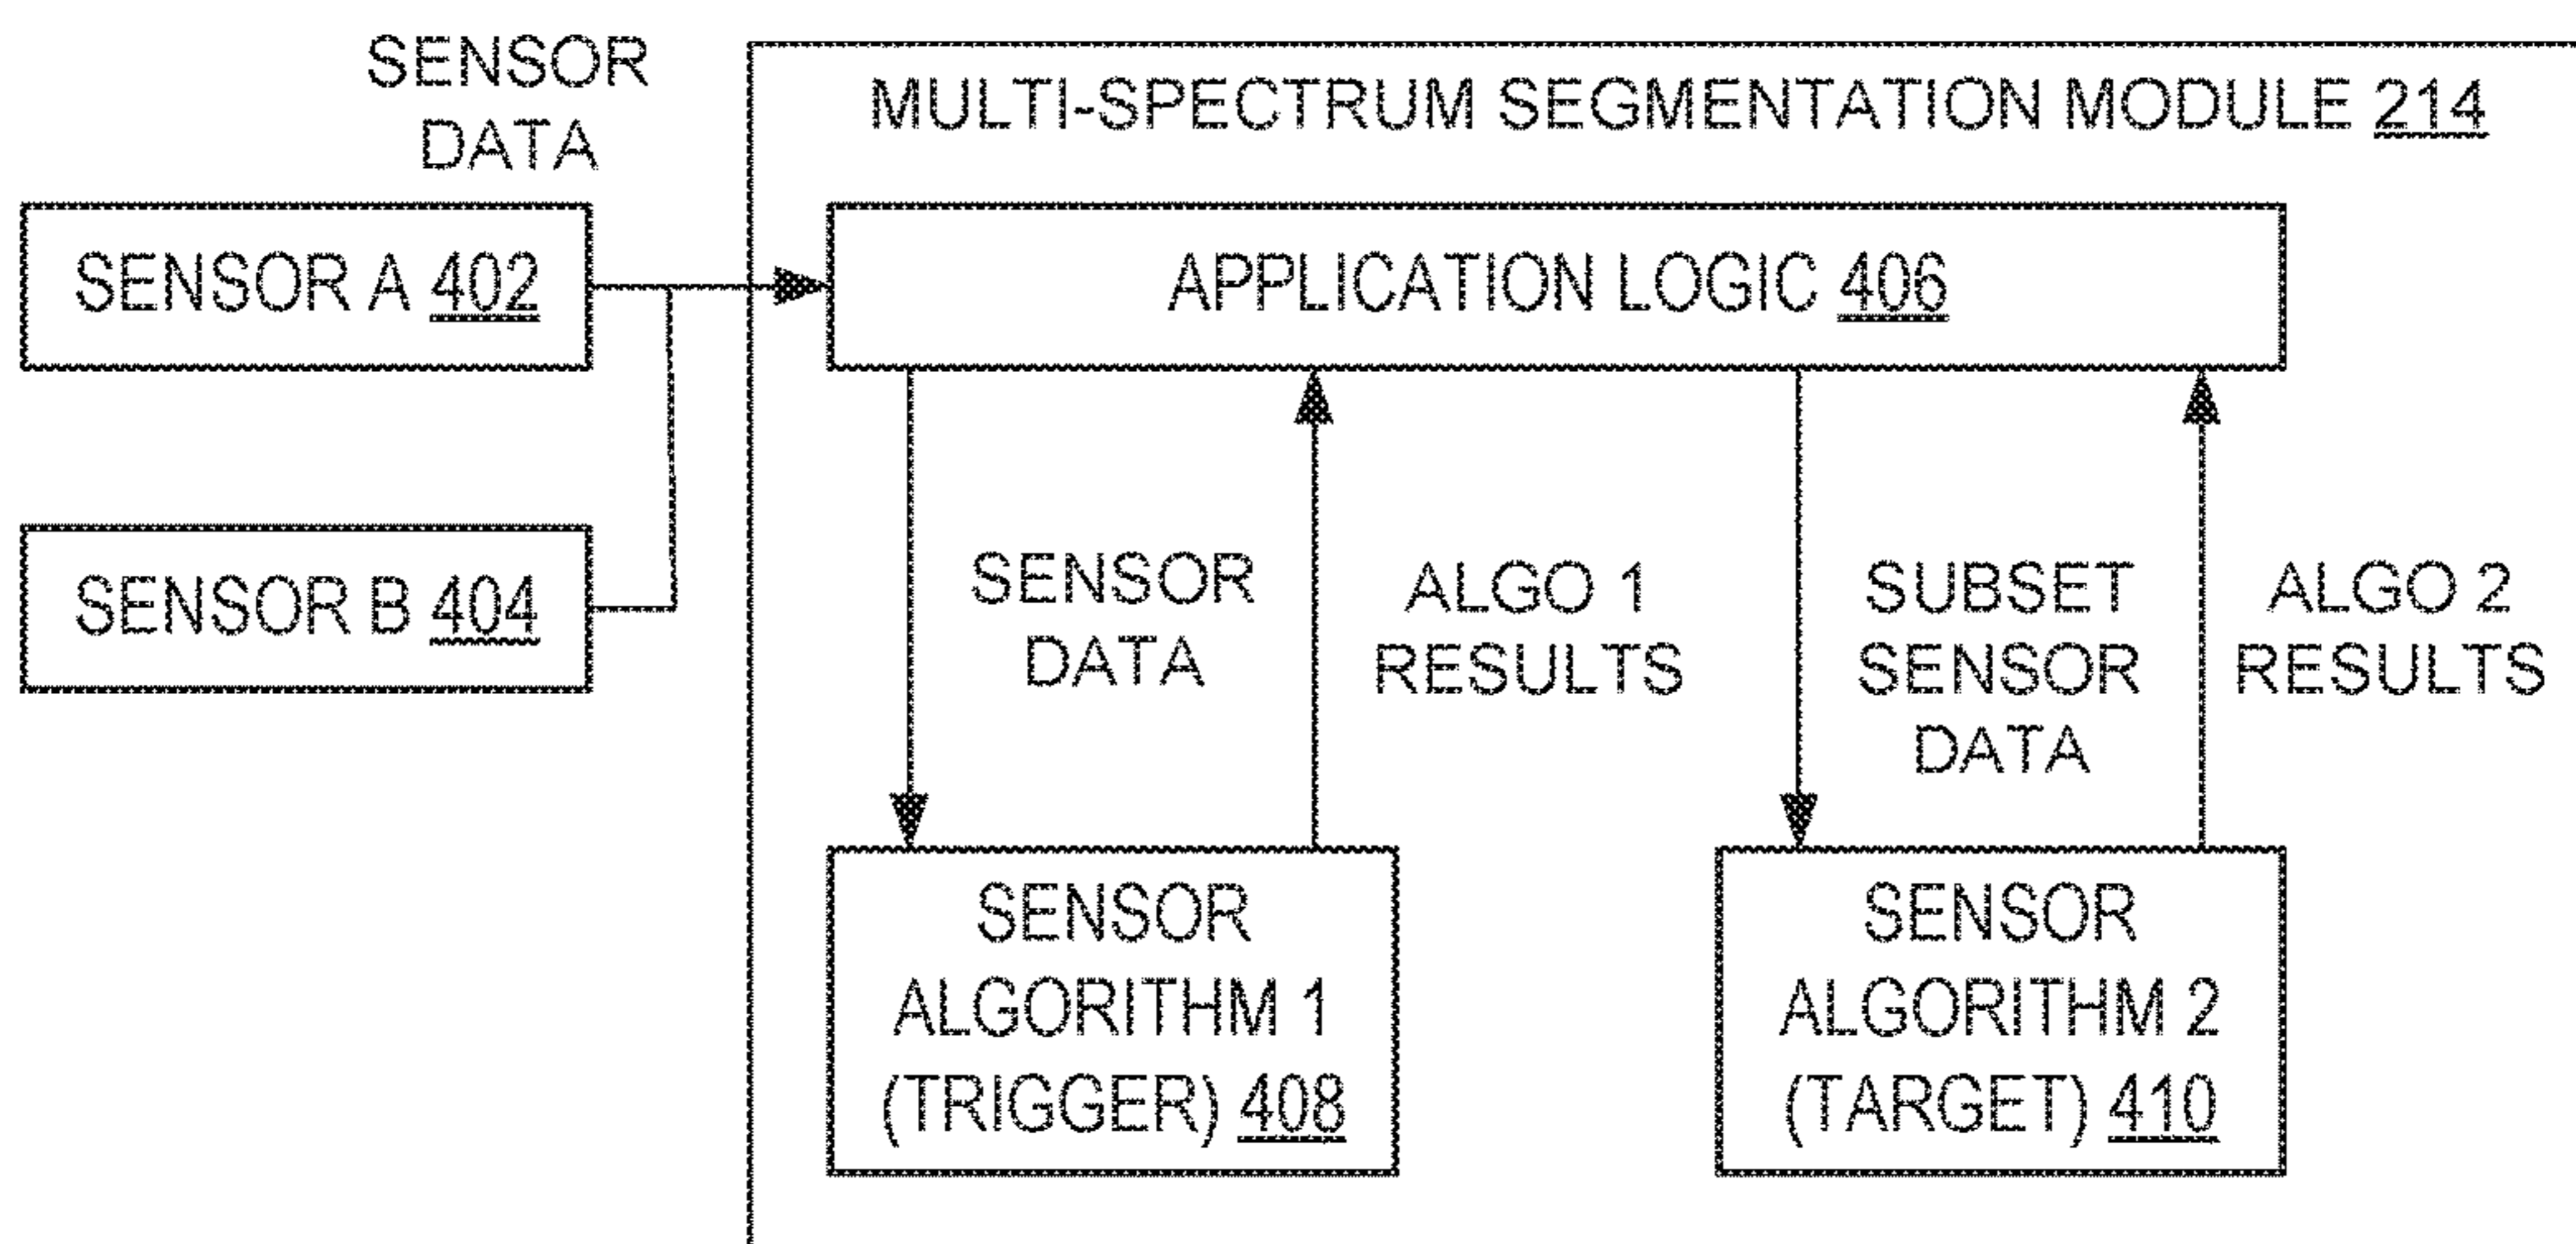 SENSOR
DATA
MULTI-SPECTRUM SEGMENTATION MODULE 214
SENSOR A 402
APPLICATION LOGIC 406
SENSOR B 404
SENSOR
DATA
ALGO 1
RESULTS
SUBSET
SENSOR
DATA
ALGO 2
RESULTS
SENSOR
ALGORITHM 1
(TRIGGER) 408
SENSOR
ALGORITHM 2
(TARGET) 410